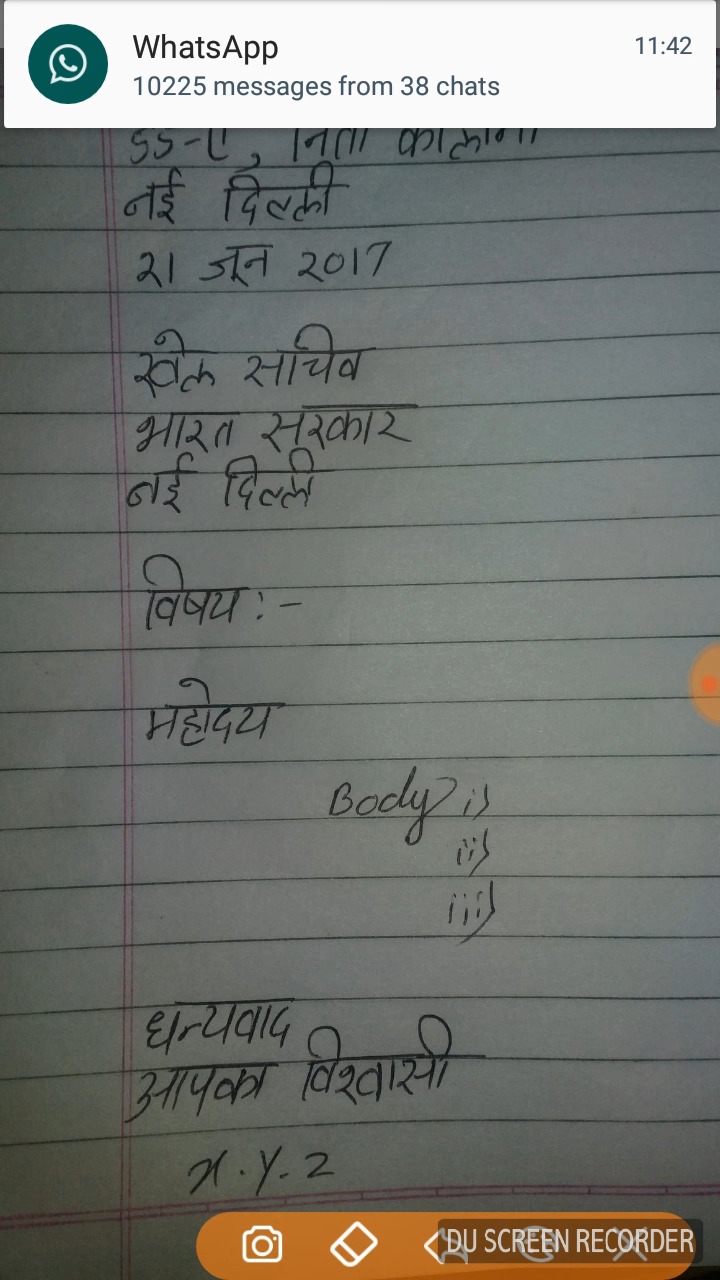 WhatsApp
11:42
10225 messages from 38 chats
नई दिल्ली
21 जून 2017
खेल सचिव
भारत सरकार
नई दिल्ली
विषय :-
महोदय
Body i)
ii)
iii)
धन्यवाद
आपका विश्वासी
x.y.z
DU SCREEN RECORDER